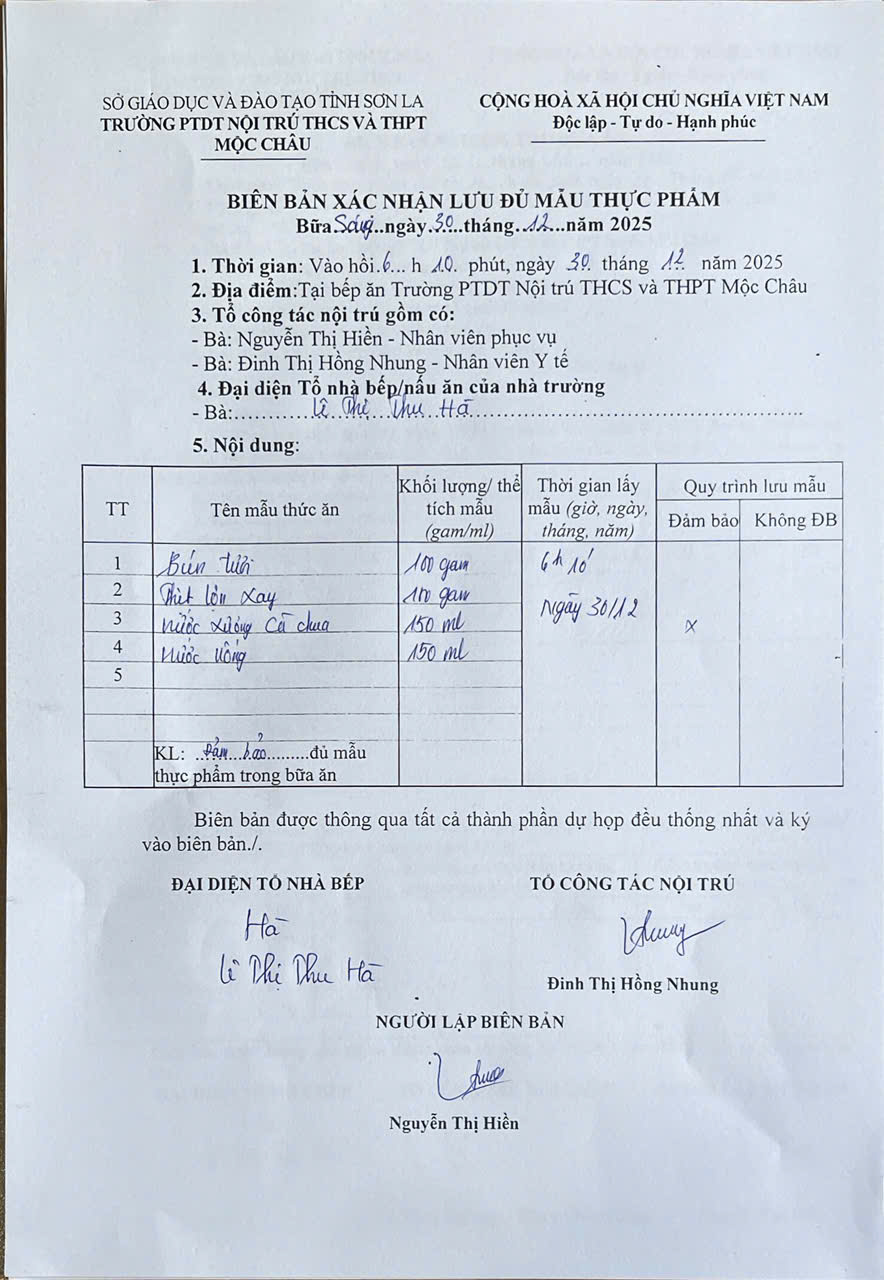 SỞ GIÁO DỤC VÀ ĐÀO TẠO TỈNH SƠN LA
TRƯỜNG PTDT NỘI TRÚ THCS VÀ THPT
MỘC CHÂU
CỘNG HOÀ XÃ HỘI CHỦ NGHĨA VIỆT NAM
Độc lập - Tự do - Hạnh phúc
BIÊN BẢN XÁC NHẬN LƯU ĐỦ MẪU THỰC PHẨM
Bữa Sáng..ngày.30...tháng..12...năm 2025
1. Thời gian: Vào hồi.6... h 10. phút, ngày 30. tháng 12. năm 2025
2. Địa điểm:Tại bếp ăn Trường PTDT Nội trú THCS và THPT Mộc Châu
3. Tổ công tác nội trú gồm có:
- Bà: Nguyễn Thị Hiền - Nhân viên phục vụ
- Bà: Đinh Thị Hồng Nhung - Nhân viên Y tế
4. Đại diện Tổ nhà bếp/nấu ăn của nhà trường
- Bà:...........Lê Thị Thu Hà...........
5. Nội dung:
TT Tên mẫu thức ăn Khối lượng/ thể tích mẫu (gam/ml) Thời gian lấy mẫu (giờ, ngày, tháng, năm) Quy trình lưu mẫu
Đảm bảo Không ĐB
1 Bún tươi 100 gam 6h 10'
2 Thịt lợn xay 100 gam Ngày 30/12
3 Nước xương Cà chua 150 ml x
4 Nước uống 150 ml
5
KL: ..Đảm bảo.........đủ mẫu
thực phẩm trong bữa ăn
Biên bản được thông qua tất cả thành phần dự họp đều thống nhất và ký
vào biên bản./.
ĐẠI DIỆN TỔ NHÀ BẾP
Hà
Lê Thị Thu Hà
TỔ CÔNG TÁC NỘI TRÚ
Nhung
Đinh Thị Hồng Nhung
NGƯỜI LẬP BIÊN BẢN
Nguyễn Thị Hiền